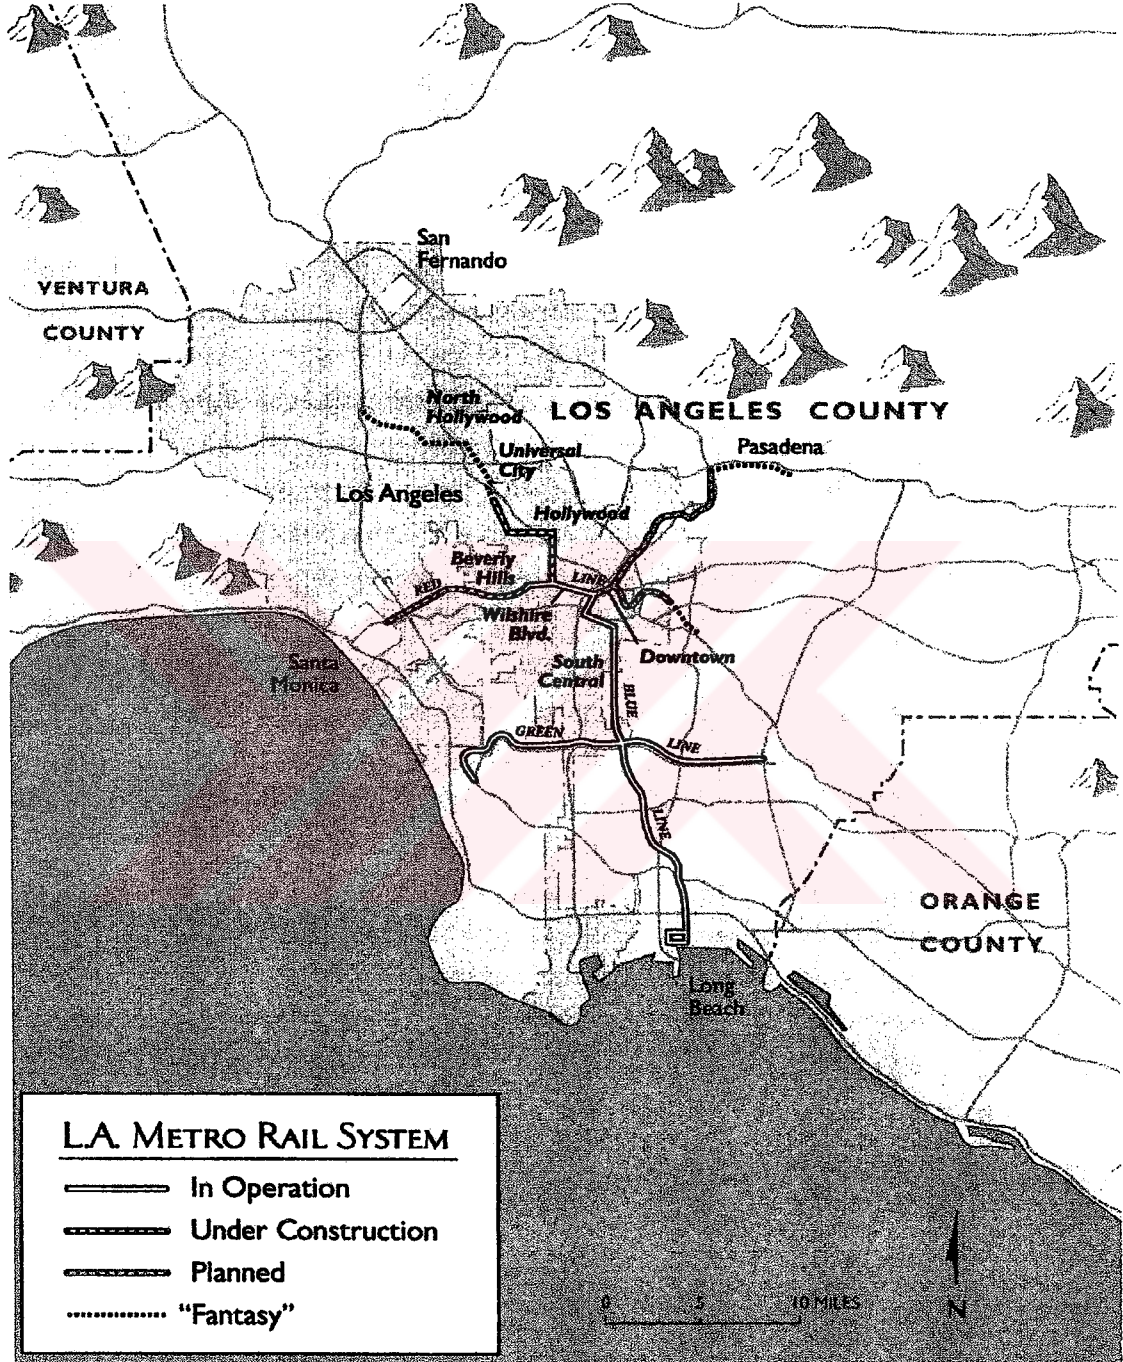 San
Fernando
VENTURA
COUNTY
North
Hollywood
LOS ANGELES COUNTY
Universal
City
Pasadena
Los Angeles
Hollywood
Beverly
Hills
RED
LINE
Wilshire
Blvd.
Downtown
South
Central
Santa
Monica
BLUE
LINE
GREEN
LINE
ORANGE
COUNTY
Long
Beach
L.A. METRO RAIL SYSTEM
In Operation
Under Construction
Planned
"Fantasy"
0 5 10 MILES
N